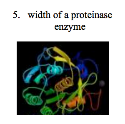 5. width of a proteinase
enzyme